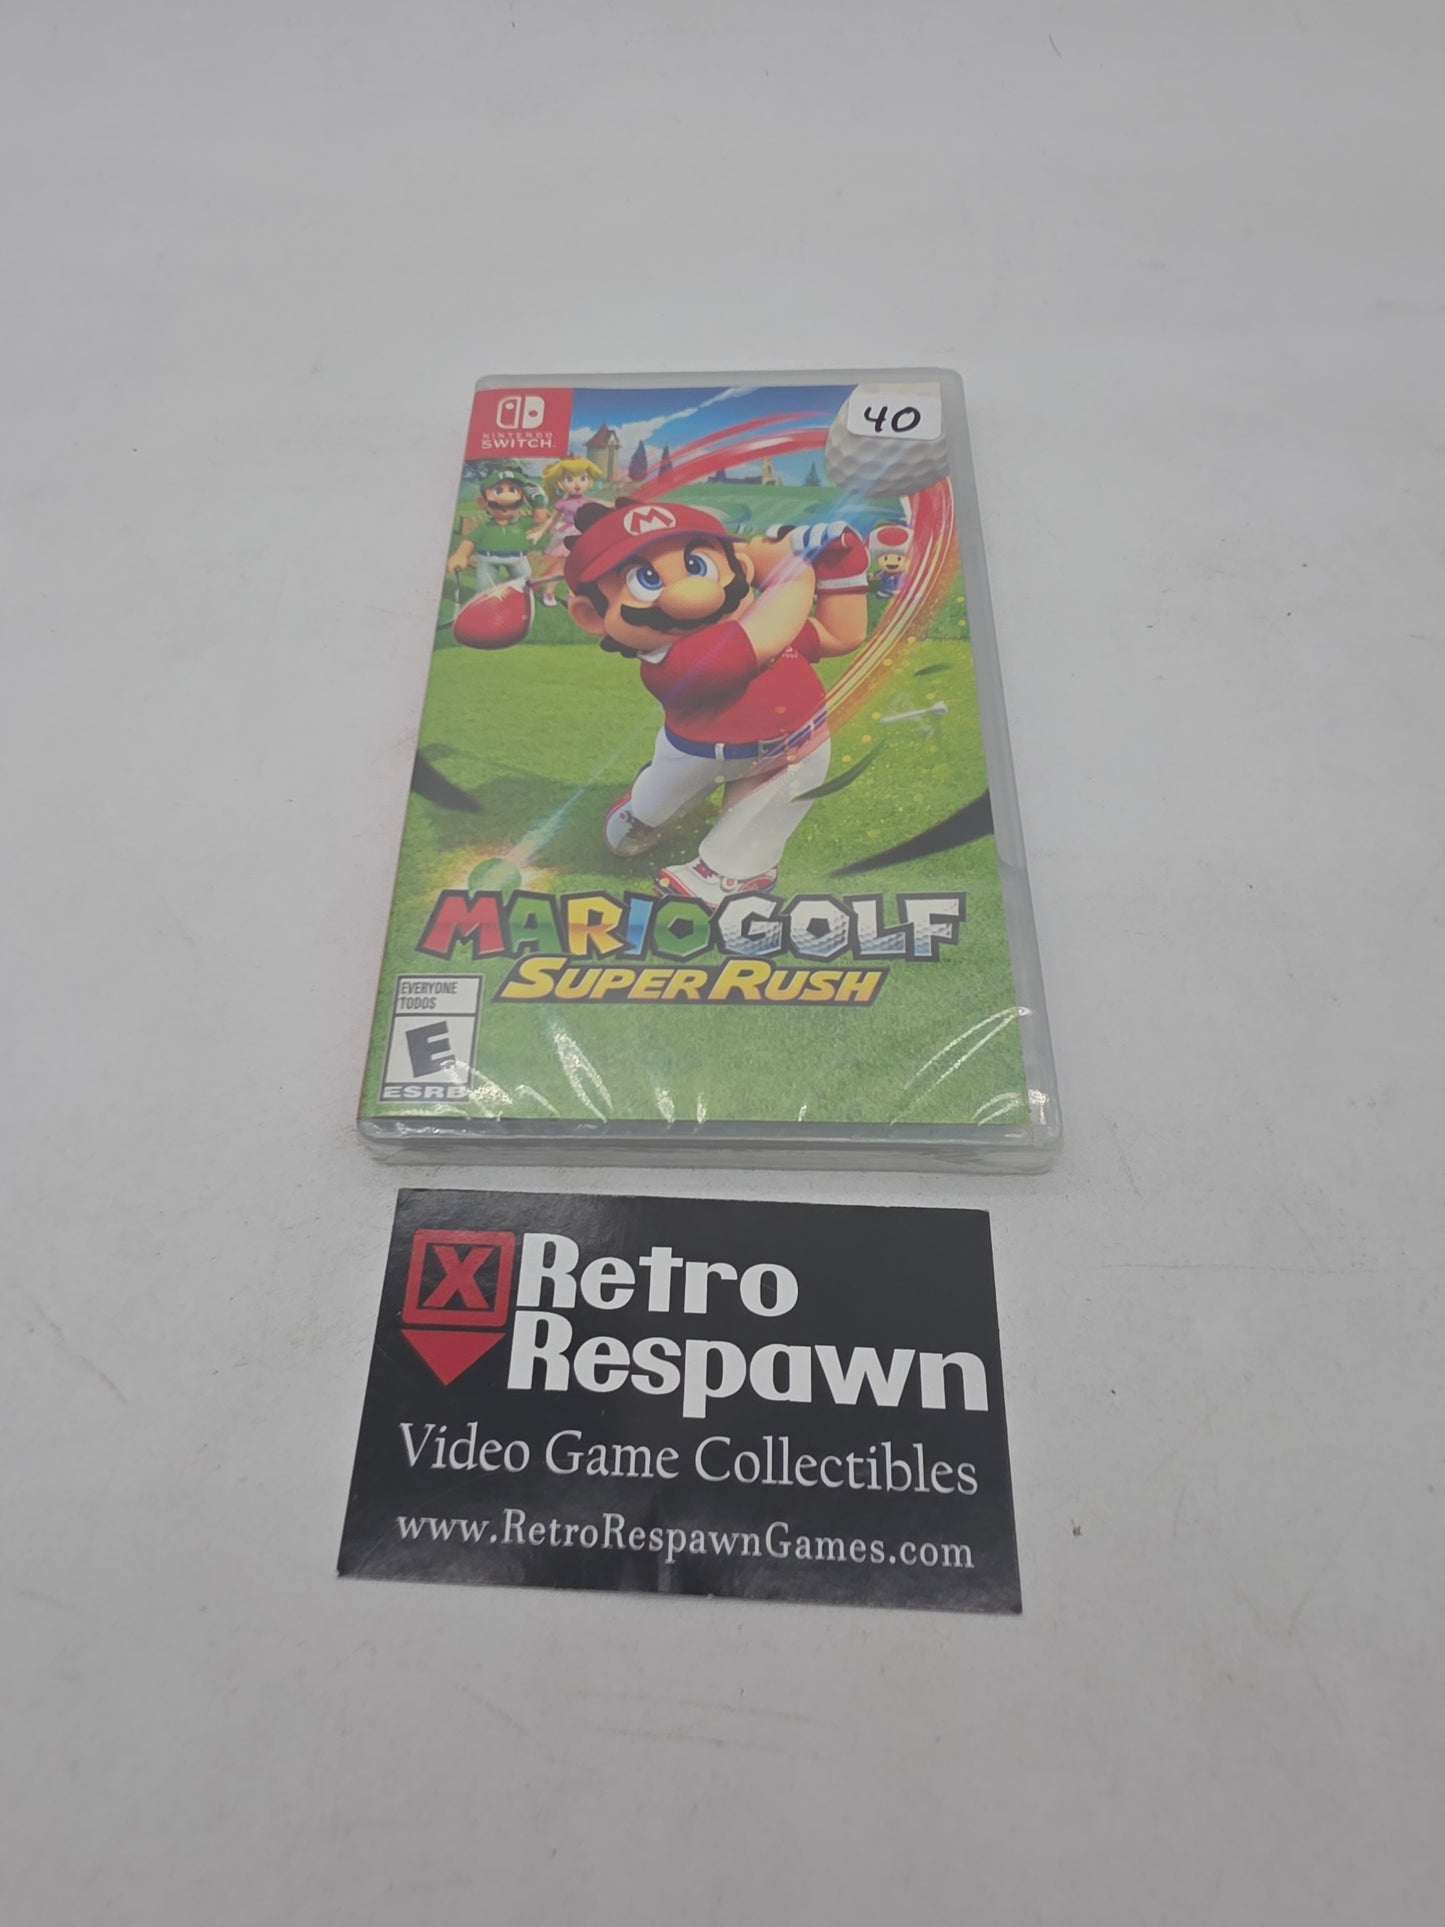 NINTENDO
SWITCH.
40
M
MARIO GOLF
SUPER RUSH
EVERYONE
TODOS
E
ESRB
X Retro
Respawn
Video Game Collectibles
www.RetroRespawnGames.com